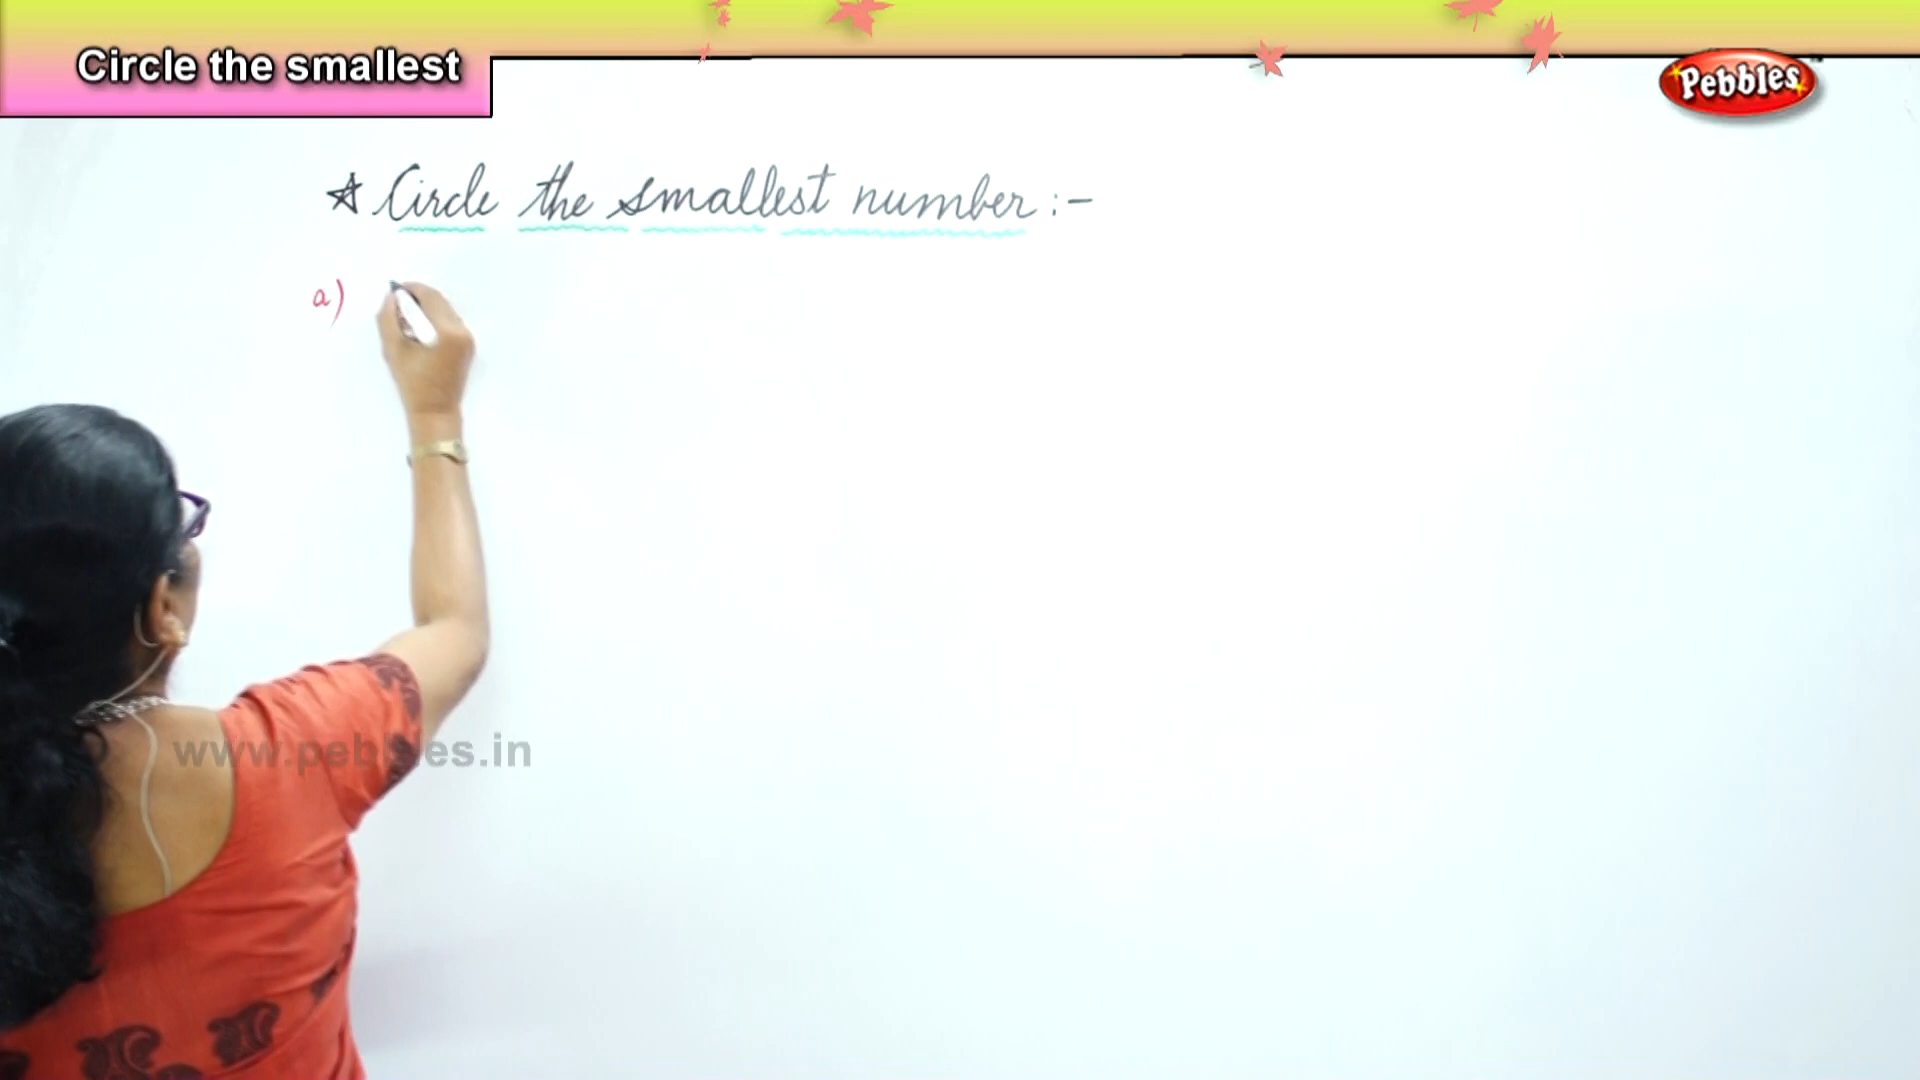 Circle the smallest
Pebbles
☆ Circle the smallest number :-
a)
www.pebbles.in